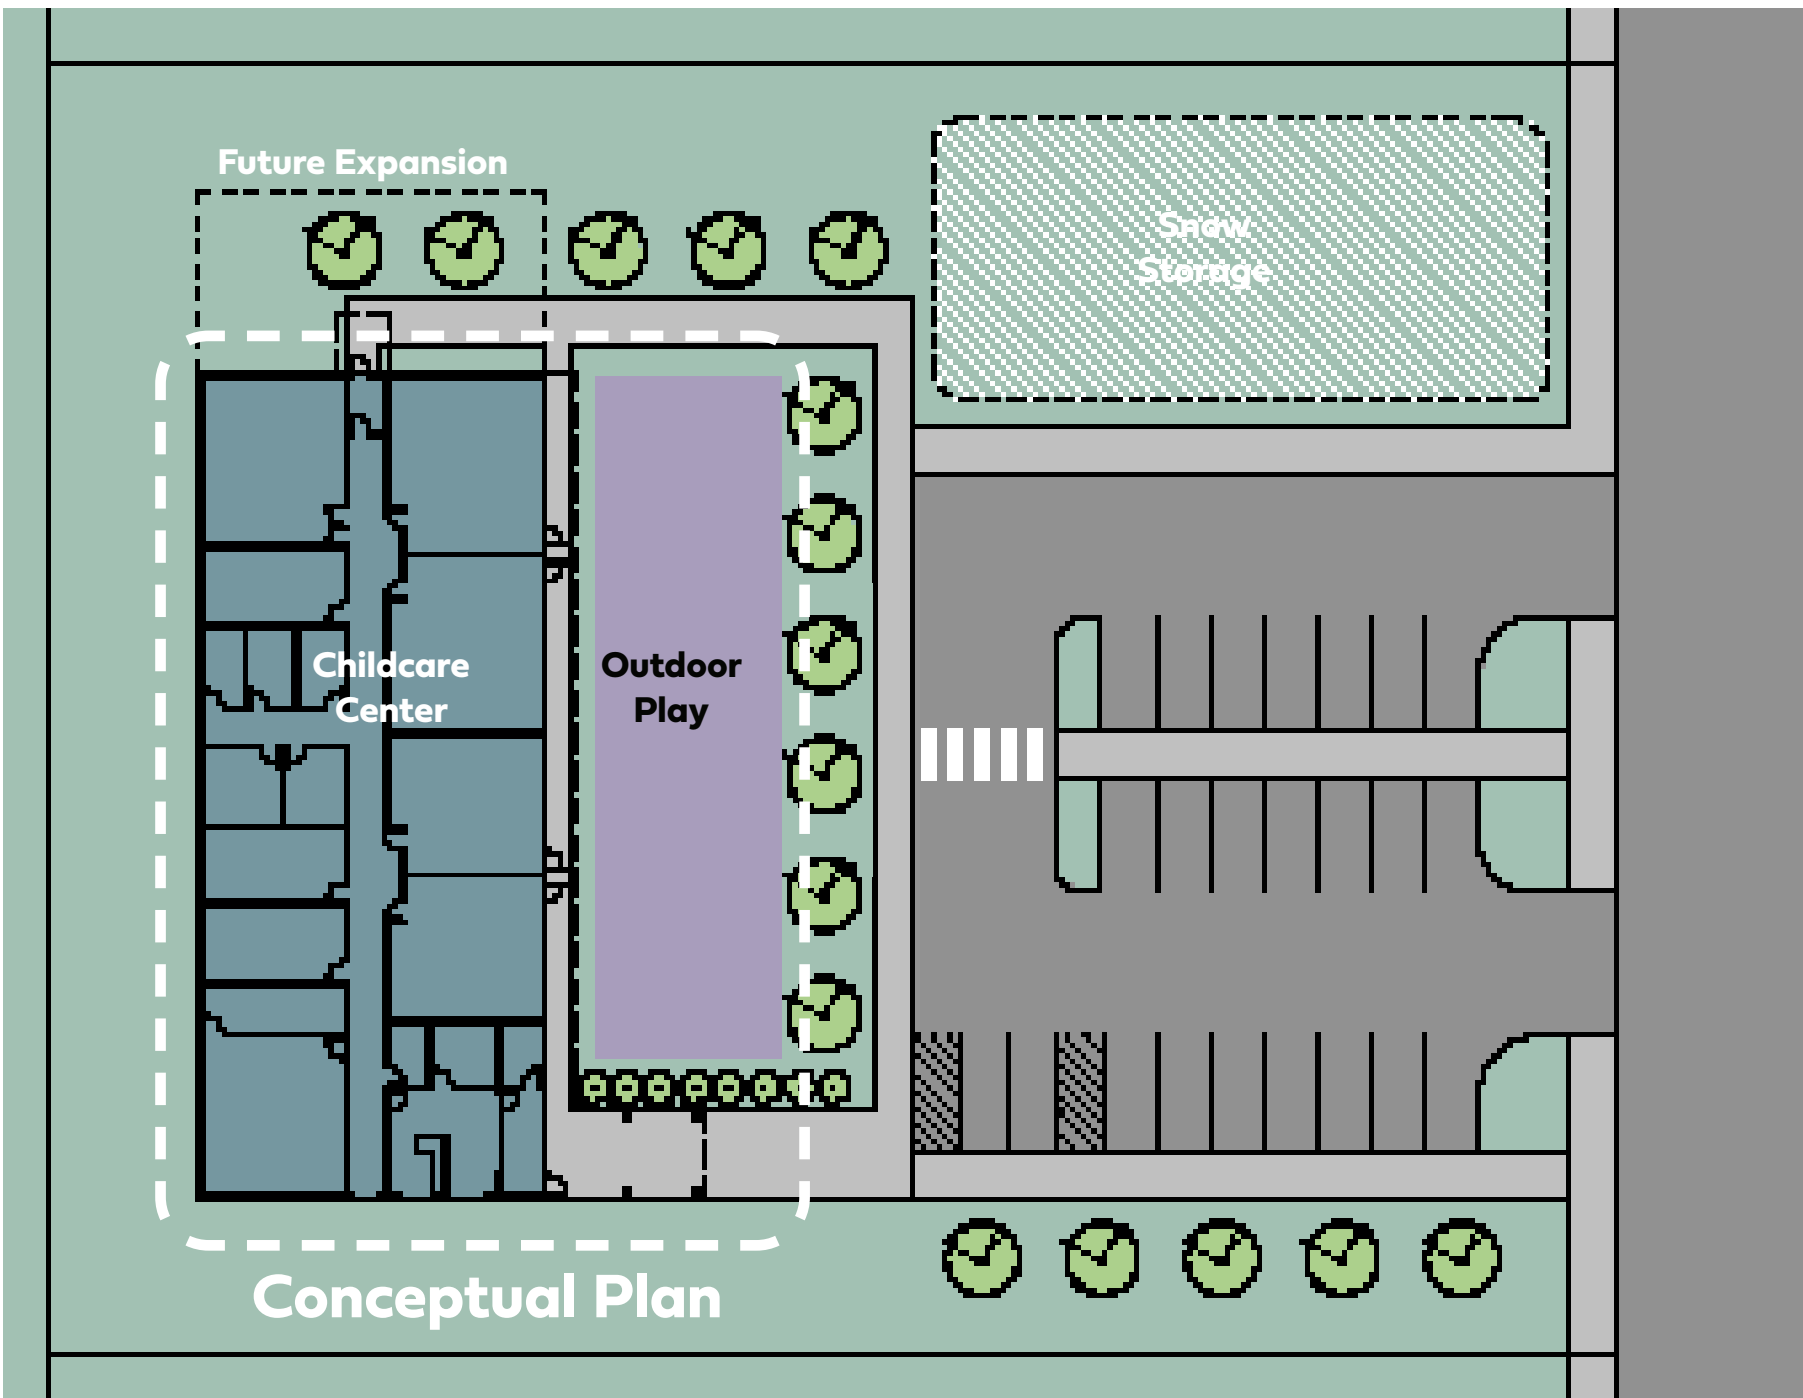 Future Expansion
Snow
Storage
Childcare
Center
Outdoor
Play
Conceptual Plan